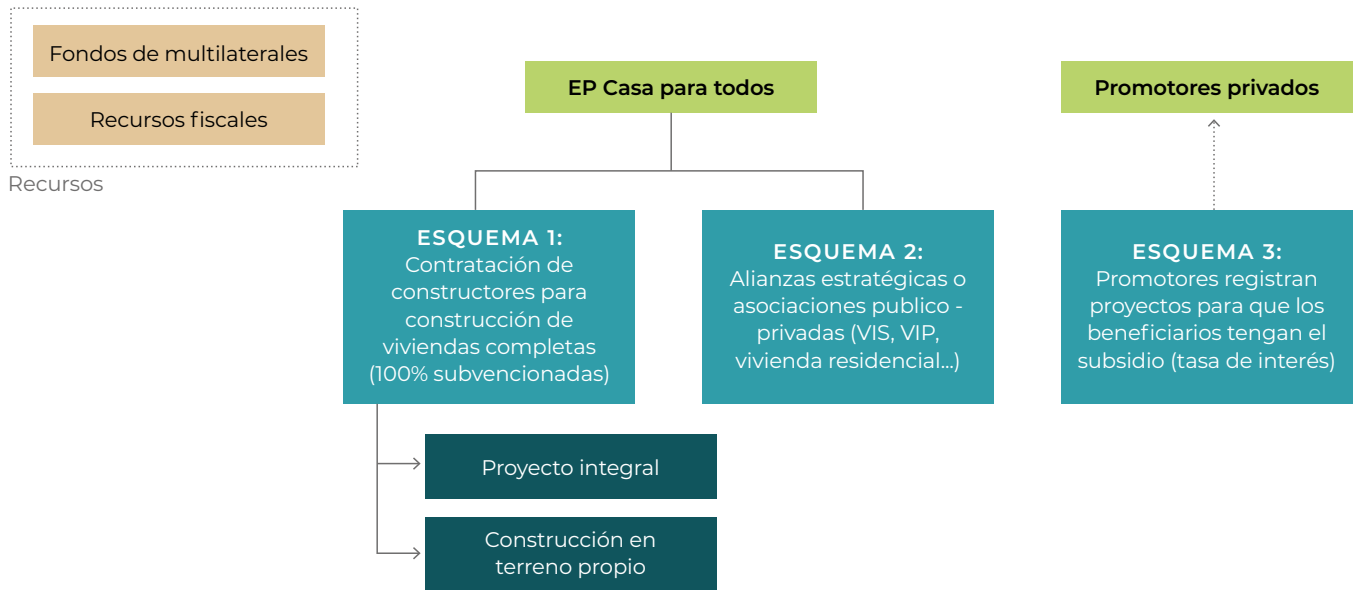 Fondos de multilaterales
Recursos fiscales
Recursos
EP Casa para todos
Promotores privados
ESQUEMA 1:
Contratación de
constructores para
construcción de
viviendas completas
(100% subvencionadas)
ESQUEMA 2:
Alianzas estratégicas o
asociaciones publico -
privadas (VIS, VIP,
vivienda residencial...)
ESQUEMA 3:
Promotores registran
proyectos para que los
beneficiarios tengan el
subsidio (tasa de interés)
Proyecto integral
Construcción en
terreno propio